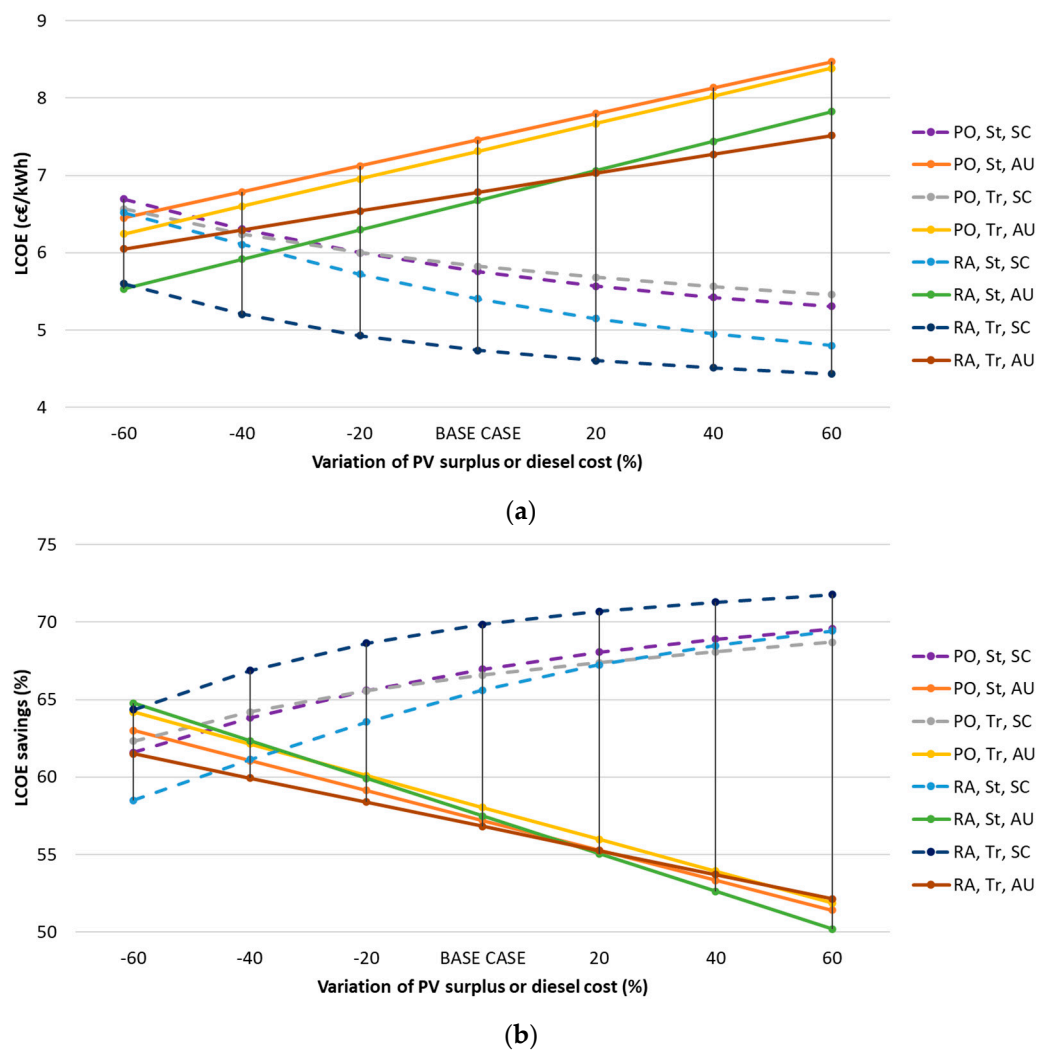 9
8
7
6
5
4
LCOE (c€/kWh)
-60 -40 -20 BASE CASE 20 40 60
Variation of PV surplus or diesel cost (%)
PO, St, SC
PO, St, AU
PO, Tr, SC
PO, Tr, AU
RA, St, SC
RA, St, AU
RA, Tr, SC
RA, Tr, AU
(a)
75
70
65
60
55
50
LCOE savings (%)
-60 -40 -20 BASE CASE 20 40 60
Variation of PV surplus or diesel cost (%)
PO, St, SC
PO, St, AU
PO, Tr, SC
PO, Tr, AU
RA, St, SC
RA, St, AU
RA, Tr, SC
RA, Tr, AU
(b)